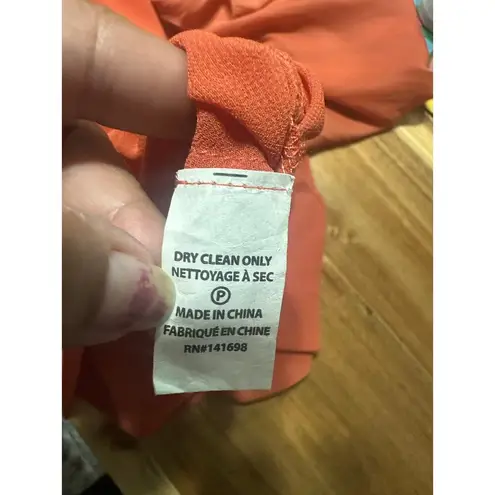 DRY CLEAN ONLY
NETTOYAGE À SEC
P
MADE IN CHINA
FABRIQUÉ EN CHINE
RN#141698